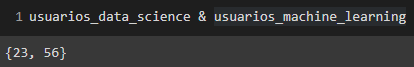 1 usuarios_data_science & usuarios_machine_learning
{23, 56}